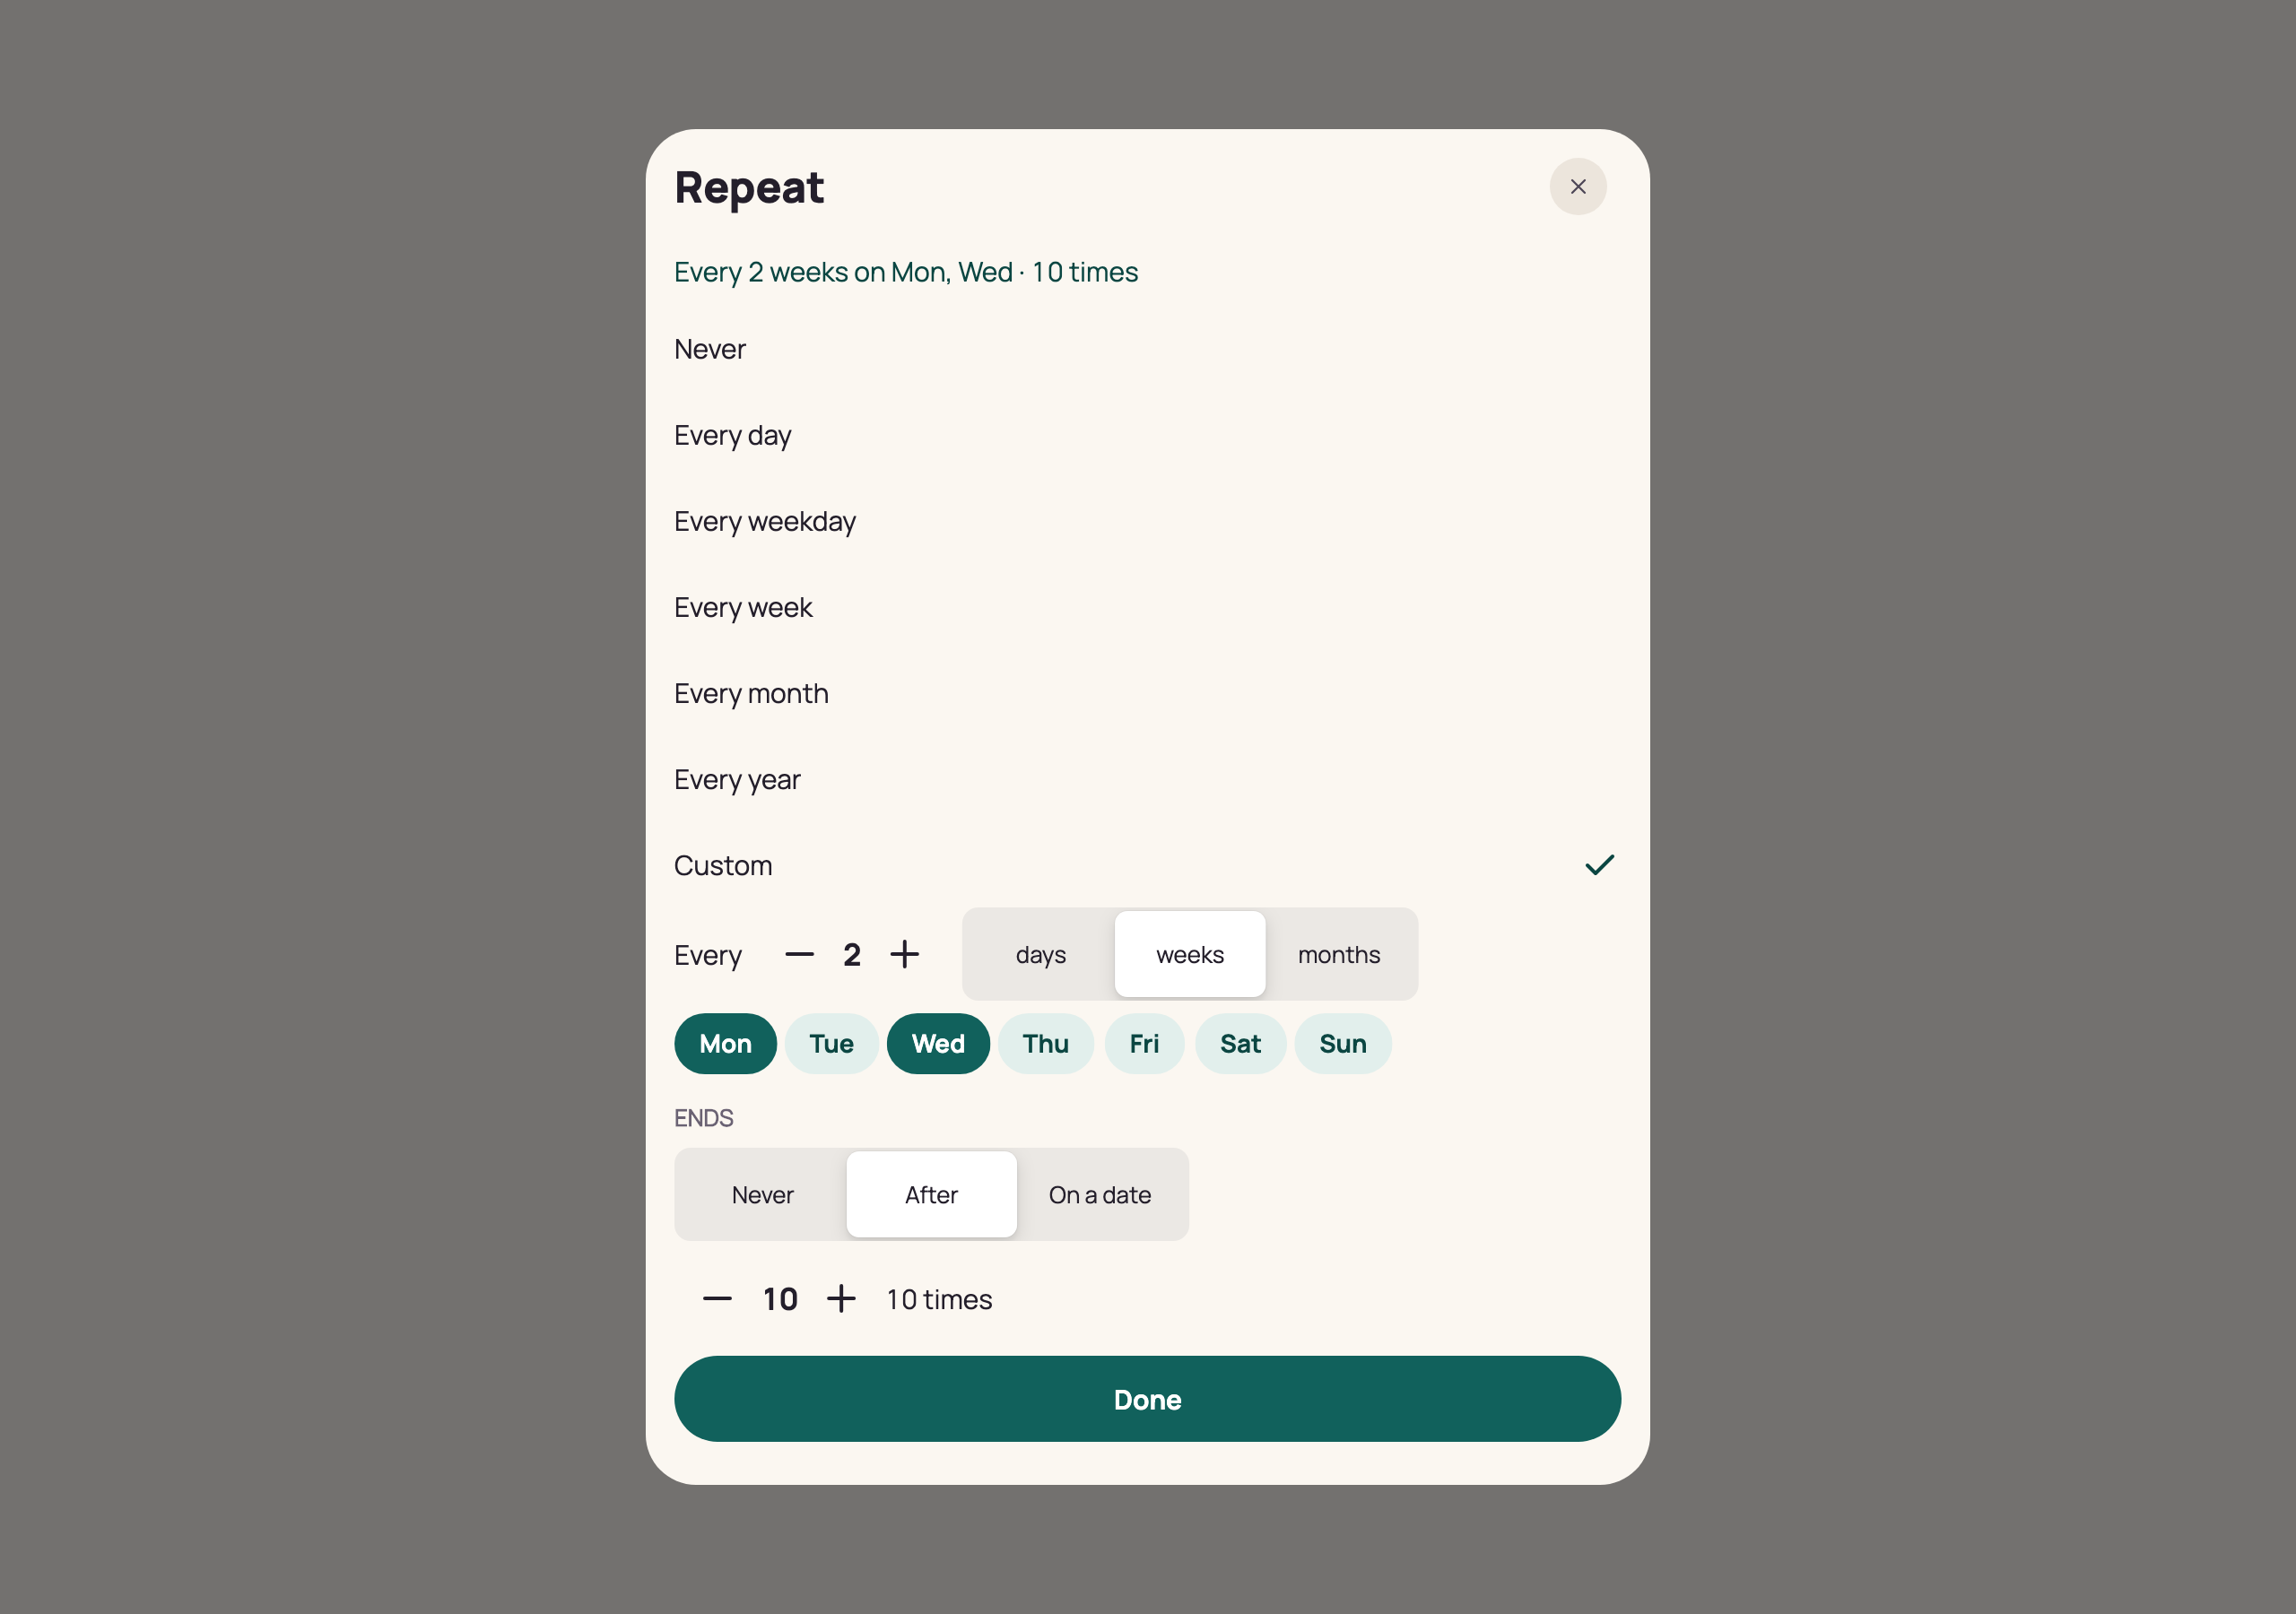 Repeat
Every 2 weeks on Mon, Wed · 10 times
Never
Every day
Every weekday
Every week
Every month
Every year
Custom
Every 2 days weeks months
Mon Tue Wed Thu Fri Sat Sun
ENDS
Never After On a date
10 10 times
Done